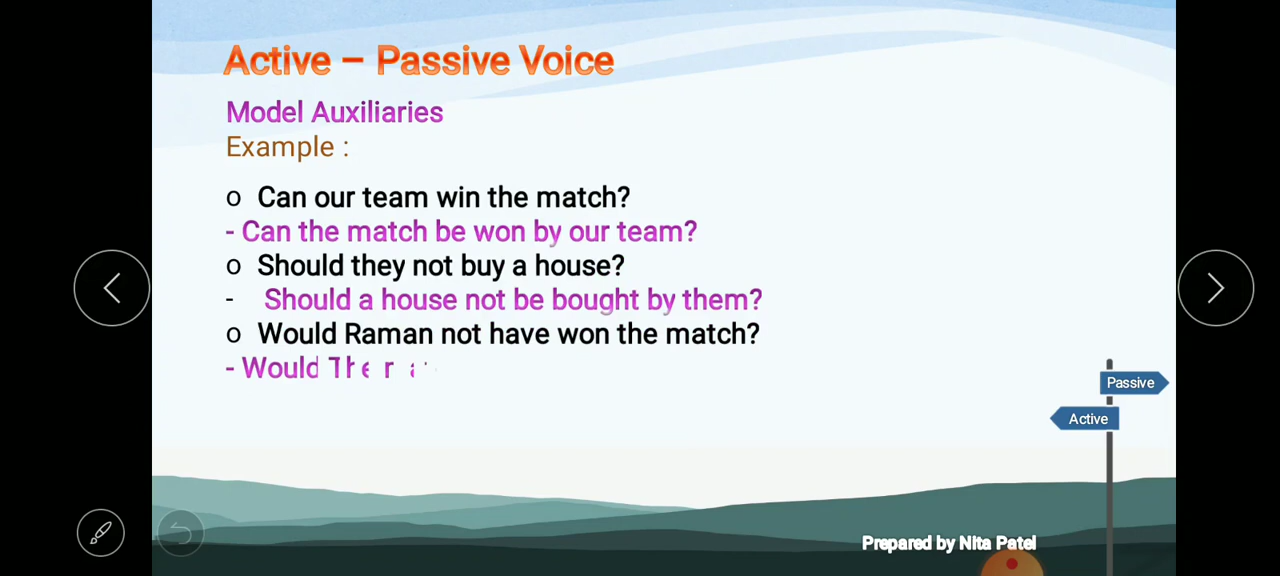 Active – Passive Voice
Model Auxiliaries
Example :
o Can our team win the match?
- Can the match be won by our team?
o Should they not buy a house?
- Should a house not be bought by them?
o Would Raman not have won the match?
- Would The
Passive
Active
Prepared by Nita Patel